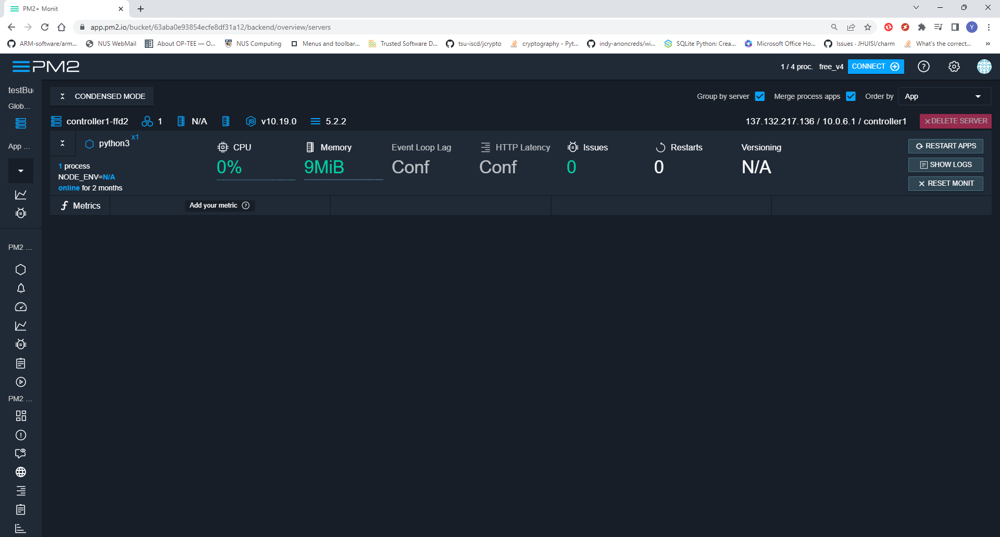 PM2+ Monit
app.pm2.io/bucket/63aba0e93854ecfe8df31a12/backend/overview/servers
Y
ARM-software/arm...
NUS WebMail
About OP-TEE — O...
NUS Computing
Menus and toolbar...
Trusted Software D...
tsu-iscd/jcrypto
cryptography - Pyt...
indy-anoncreds/wi...
SQLite Python: Crea...
Microsoft Office Ho...
Issues · JHUISI/charm
What's the correct...
»
PM2
1 / 4 proc.
free_v4
CONNECT
testBu
CONDENSED MODE
Group by server
Merge process apps
Order by
App
Glob...
controller1-ffd2
1
N/A
v10.19.0
5.2.2
137.132.217.136 / 10.0.6.1 / controller1
DELETE SERVER
App ...
python3
x1
1 process
NODE_ENV=N/A
online for 2 months
CPU
0%
Memory
9MiB
Event Loop Lag
Conf
HTTP Latency
Conf
Issues
0
Restarts
0
Versioning
N/A
RESTART APPS
SHOW LOGS
RESET MONIT
Metrics
Add your metric
PM2 ...
PM2 ...